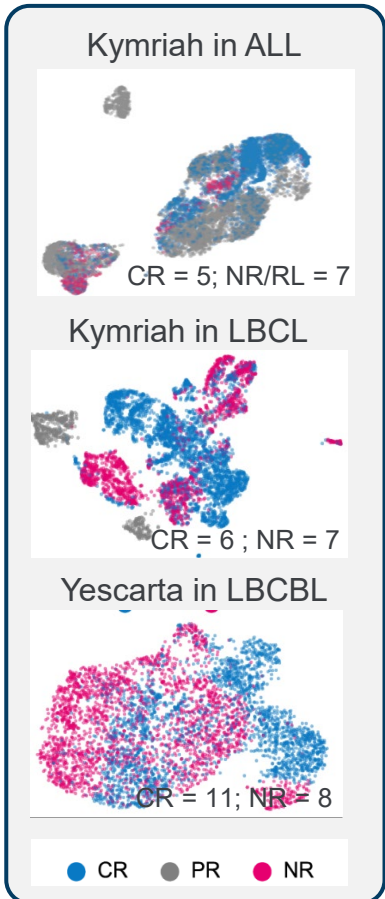 Kymriah in ALL
CR = 5; NR/RL = 7
Kymriah in LBCL
CR = 6 ; NR = 7
Yescarta in LBCBL
CR = 11; NR = 8
CR PR NR